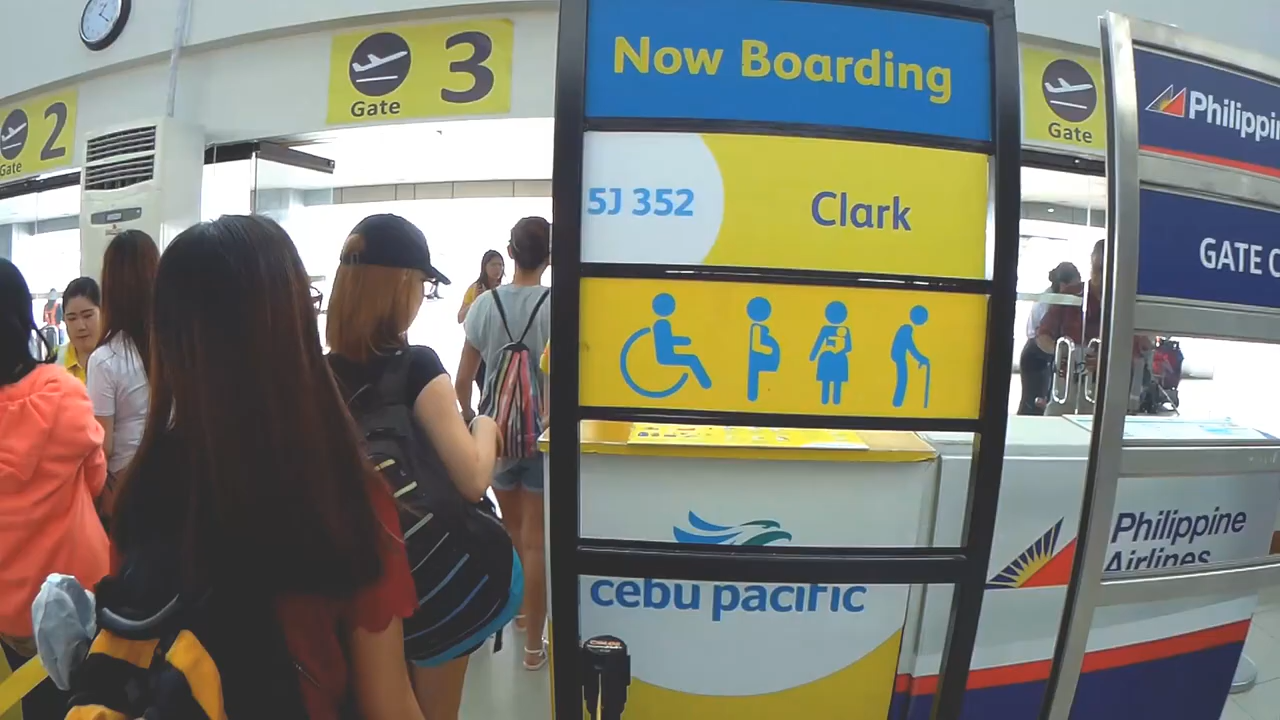 2
Gate
3
Gate
Now Boarding
5J 352
Clark
cebu pacific
Gate
Philippin
GATE C
Philippine
Airlines